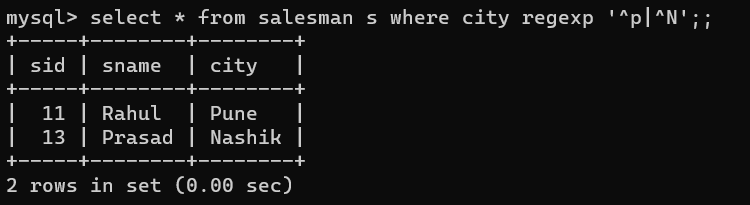 mysql> select * from salesman s where city regexp '^p|^N';;
+-----+--------+--------+
| sid | sname  | city   |
+-----+--------+--------+
|  11 | Rahul  | Pune   |
|  13 | Prasad | Nashik |
+-----+--------+--------+
2 rows in set (0.00 sec)